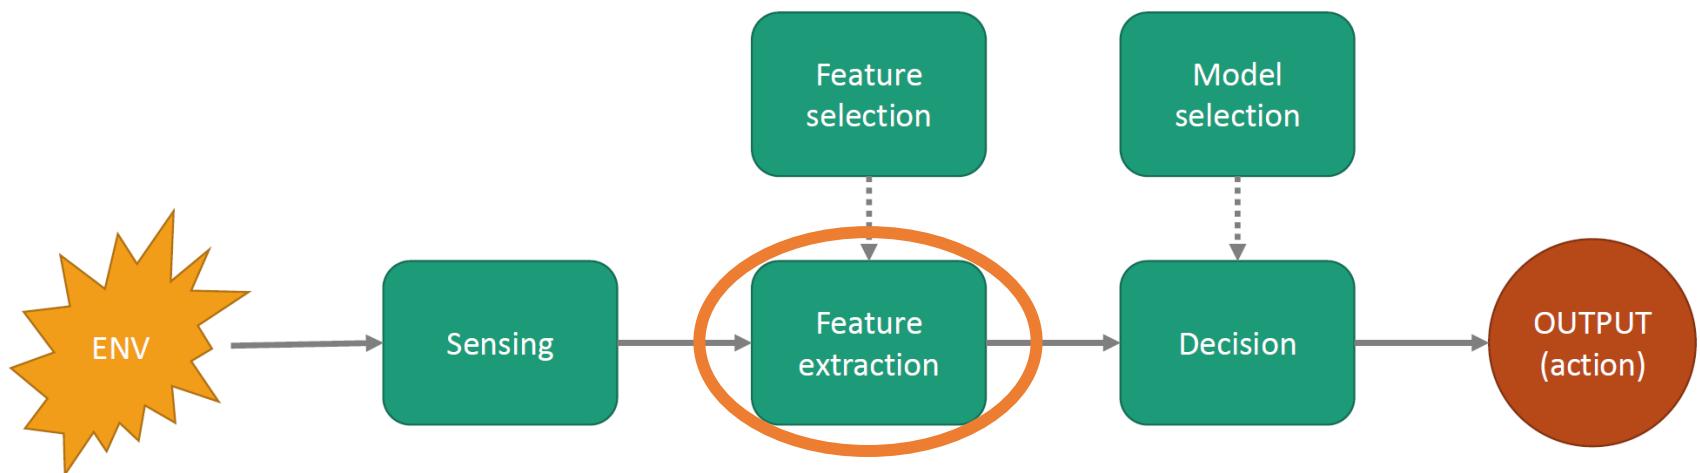 Feature
selection
Model
selection
ENV
Sensing
Feature
extraction
Decision
OUTPUT
(action)